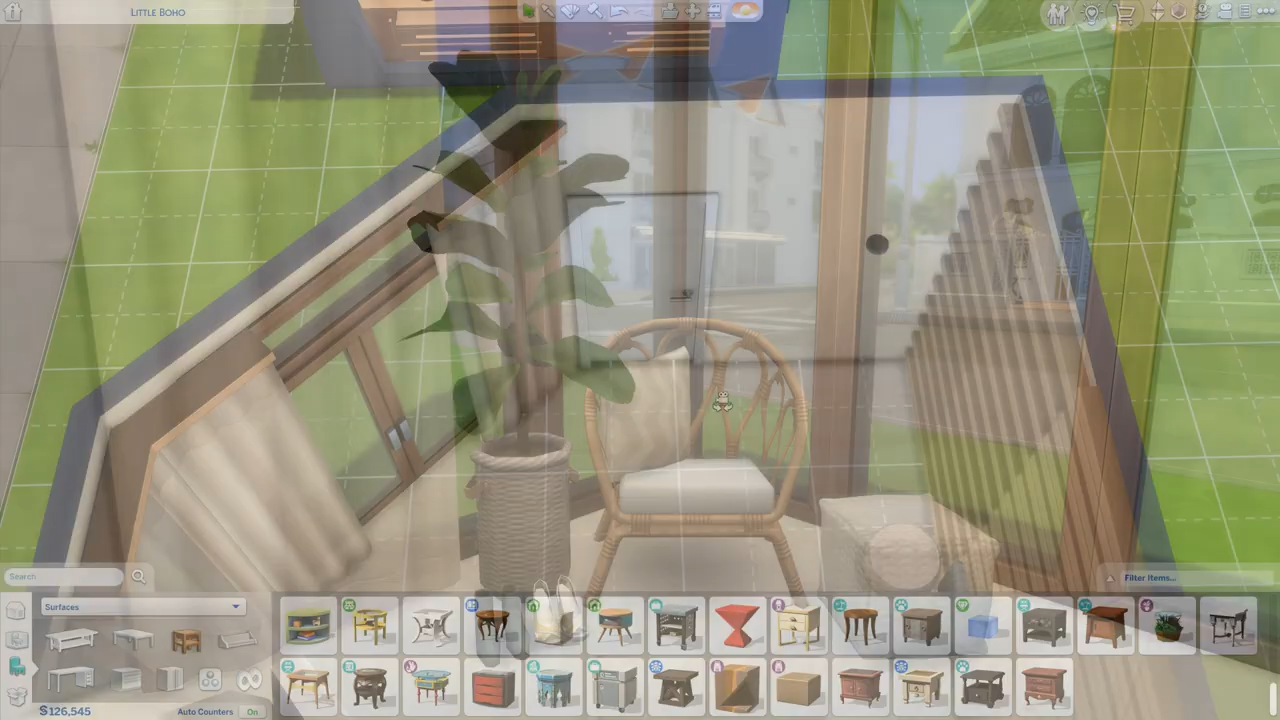 Little Boho
Search
Filter Items...
Surfaces
§126,545
Auto Counters On